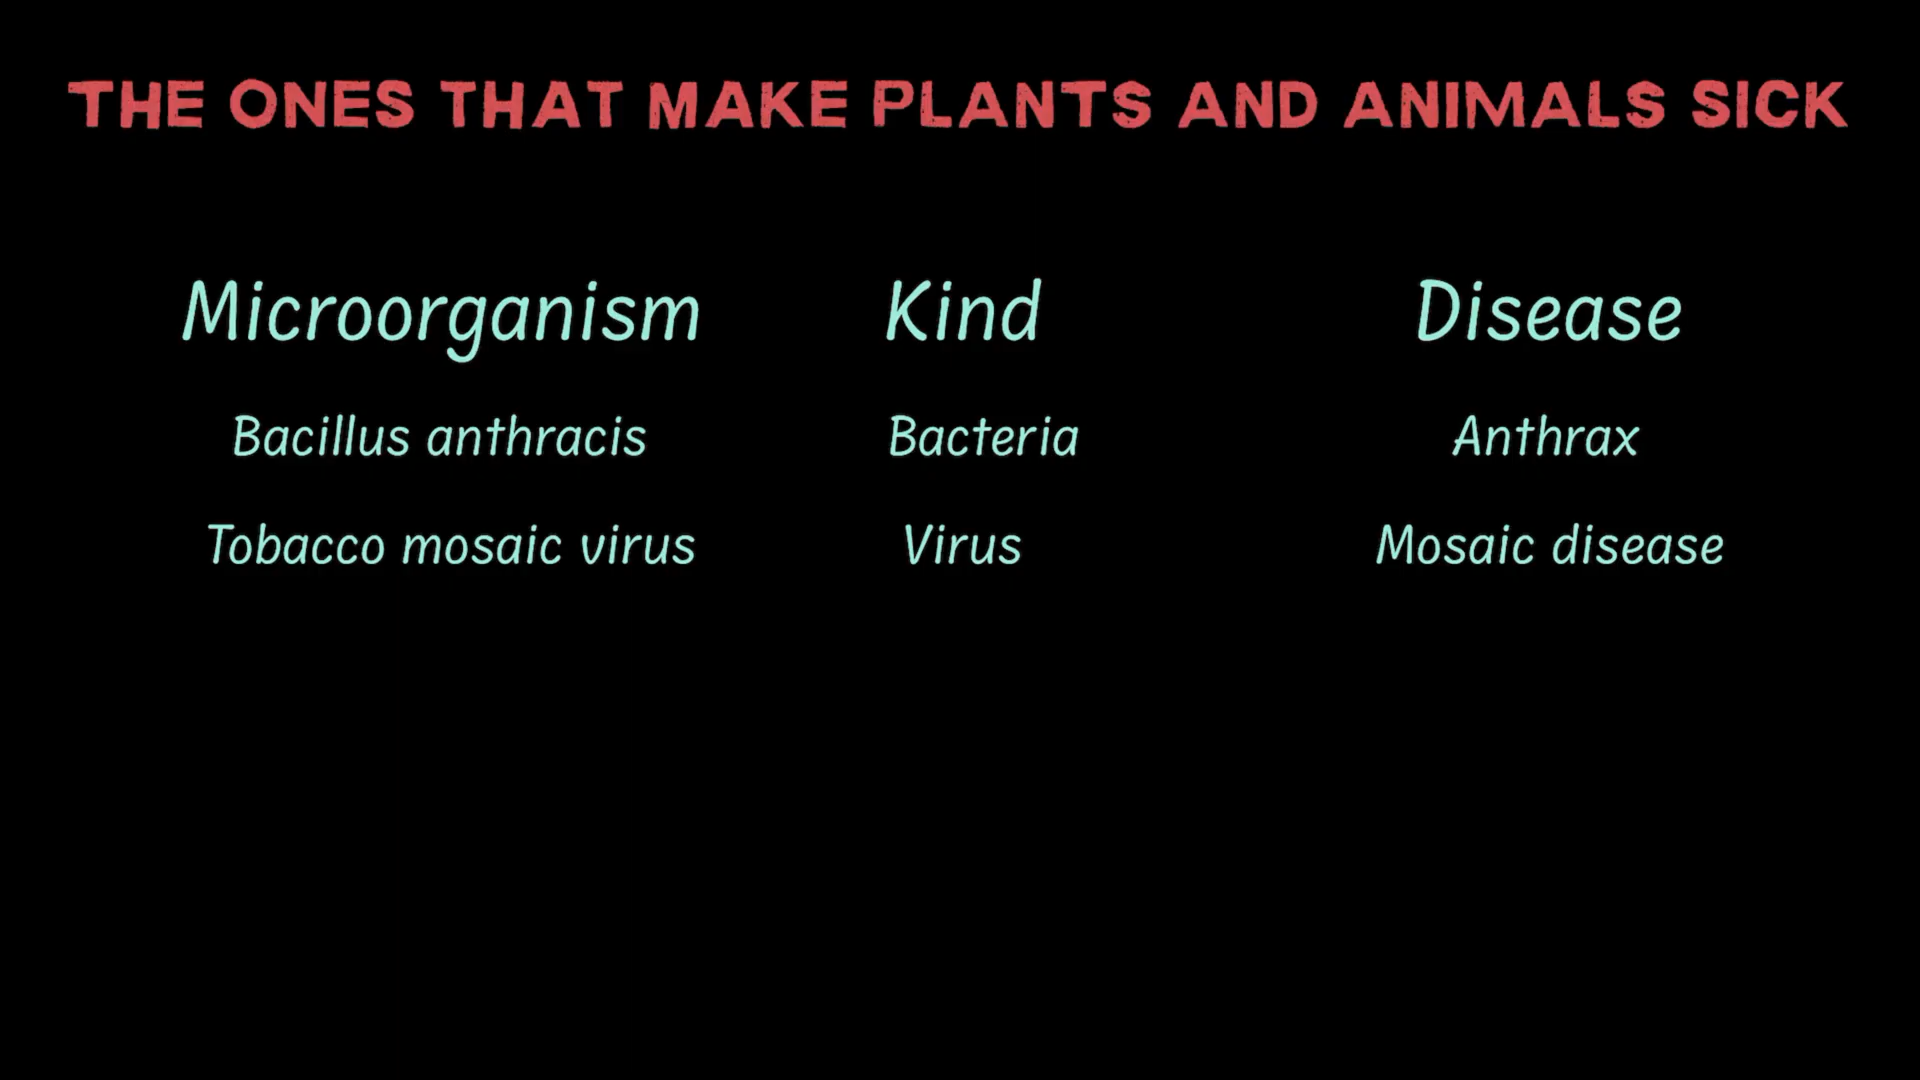 THE ONES THAT MAKE PLANTS AND ANIMALS SICK
Microorganism Kind Disease
Bacillus anthracis Bacteria Anthrax
Tobacco mosaic virus Virus Mosaic disease